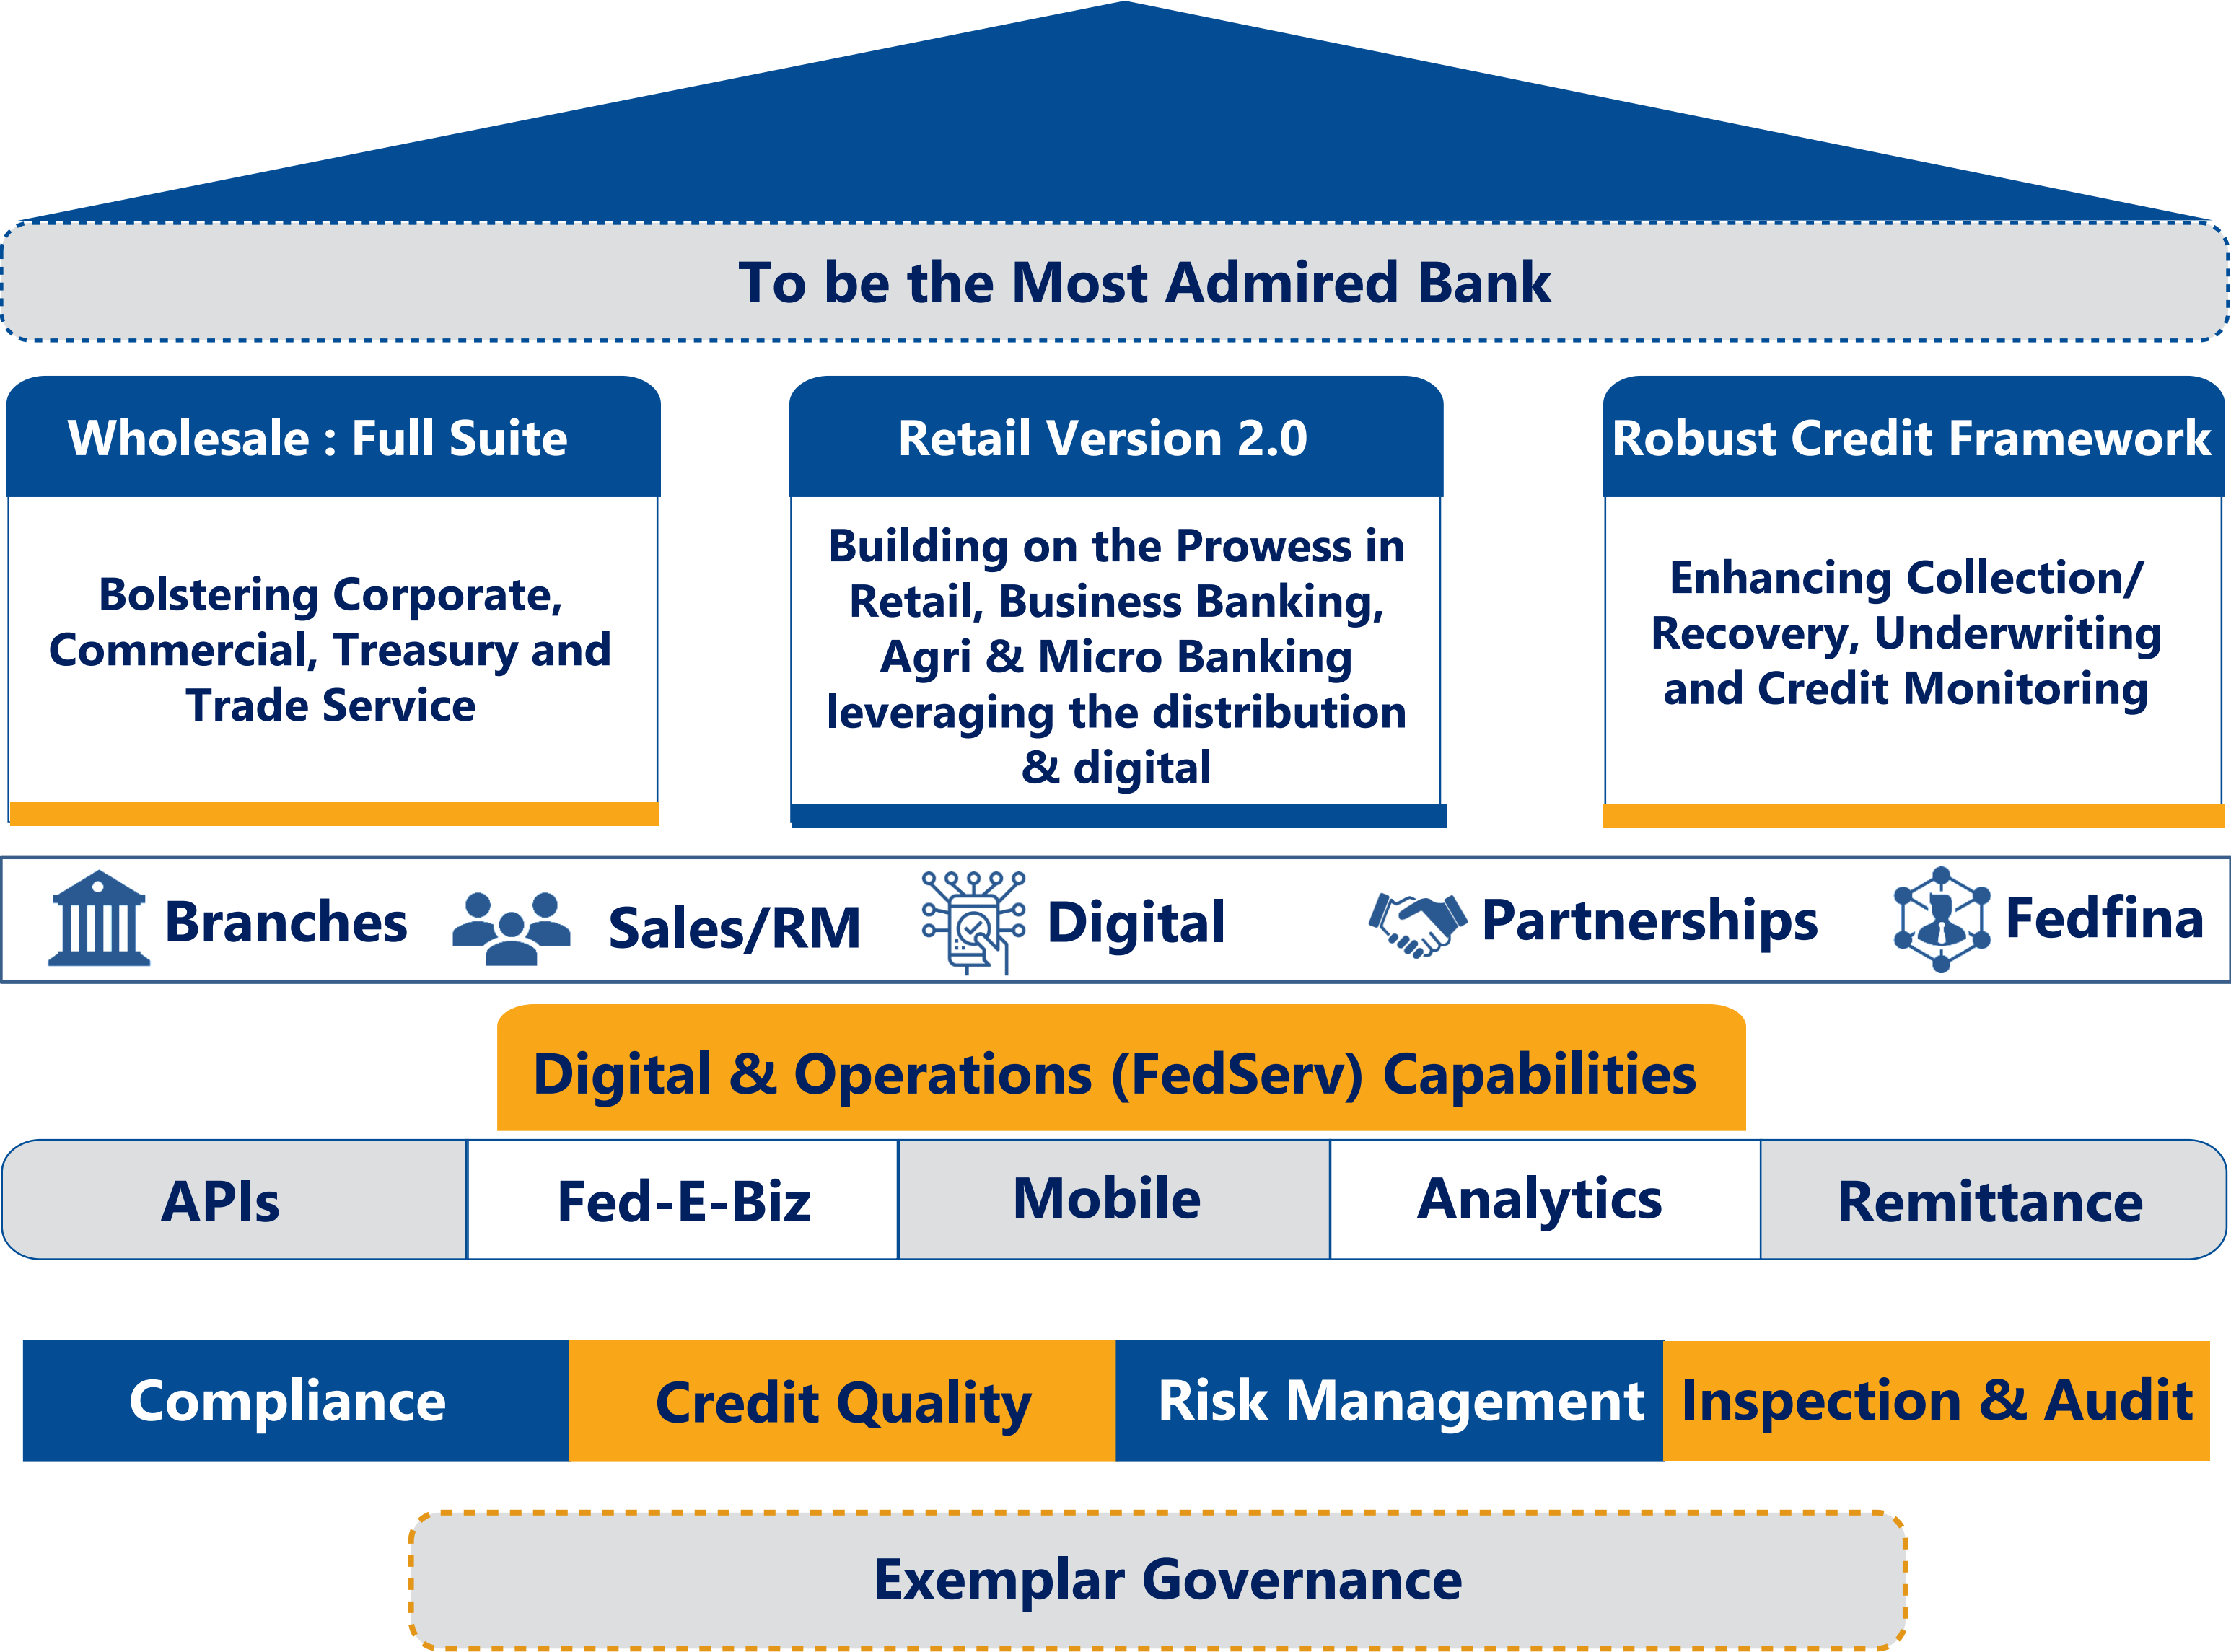 To be the Most Admired Bank
Wholesale : Full Suite
Bolstering Corporate,
Commercial, Treasury and
Trade Service
Retail Version 2.0
Building on the Prowess in
Retail, Business Banking,
Agri & Micro Banking
leveraging the distribution
& digital
Robust Credit Framework
Enhancing Collection/
Recovery, Underwriting
and Credit Monitoring
Branches
Sales/RM
Digital
Partnerships
Fedfina
Digital & Operations (FedServ) Capabilities
APIs
Fed-E-Biz
Mobile
Analytics
Remittance
Compliance
Credit Quality
Risk Management
Inspection & Audit
Exemplar Governance